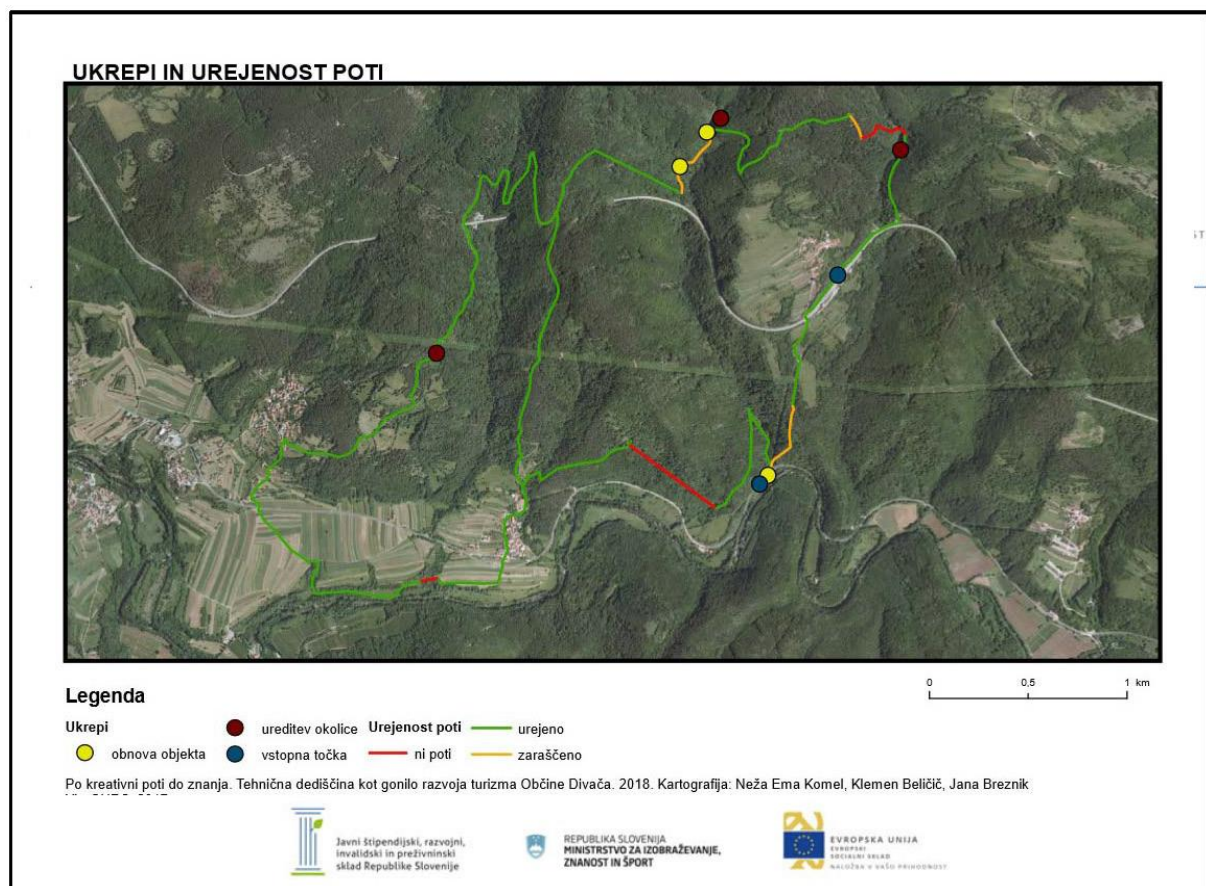 UKREPI IN UREJENOST POTI
Legenda
0 0,5 1 km
Ukrepi ureditev okolice Urejenost poti urejeno
obnova objekta vstopna točka ni poti zaraščeno
Po kreativni poti do znanja. Tehnična dediščina kot gonilo razvoja turizma Občine Divača. 2018. Kartografija: Neža Ema Komel, Klemen Beličič, Jana Breznik
Javni štipendijski, razvojni,
invalidski in preživninski
sklad Republike Slovenije
REPUBLIKA SLOVENIJA
MINISTRSTVO ZA IZOBRAŽEVANJE,
ZNANOST IN ŠPORT
EVROPSKA UNIJA
EVROPSKI
SOCIALNI SKLAD
NALOŽBA V VAŠO PRIHODNOST